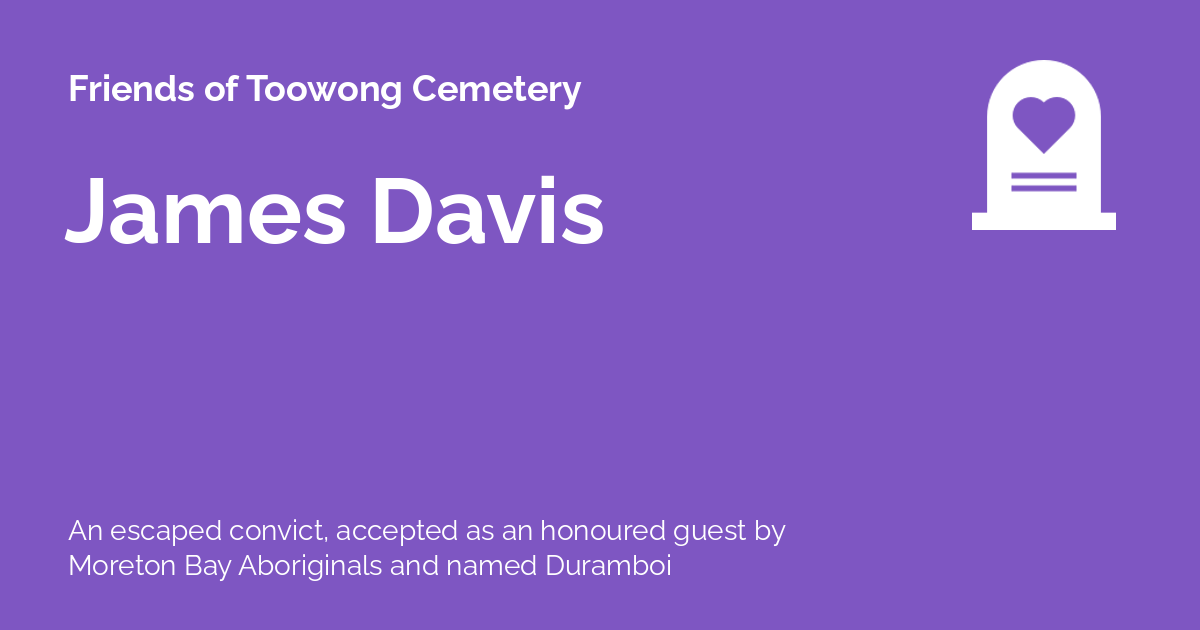 Friends of Toowong Cemetery
James Davis
An escaped convict, accepted as an honoured guest by
Moreton Bay Aboriginals and named Duramboi